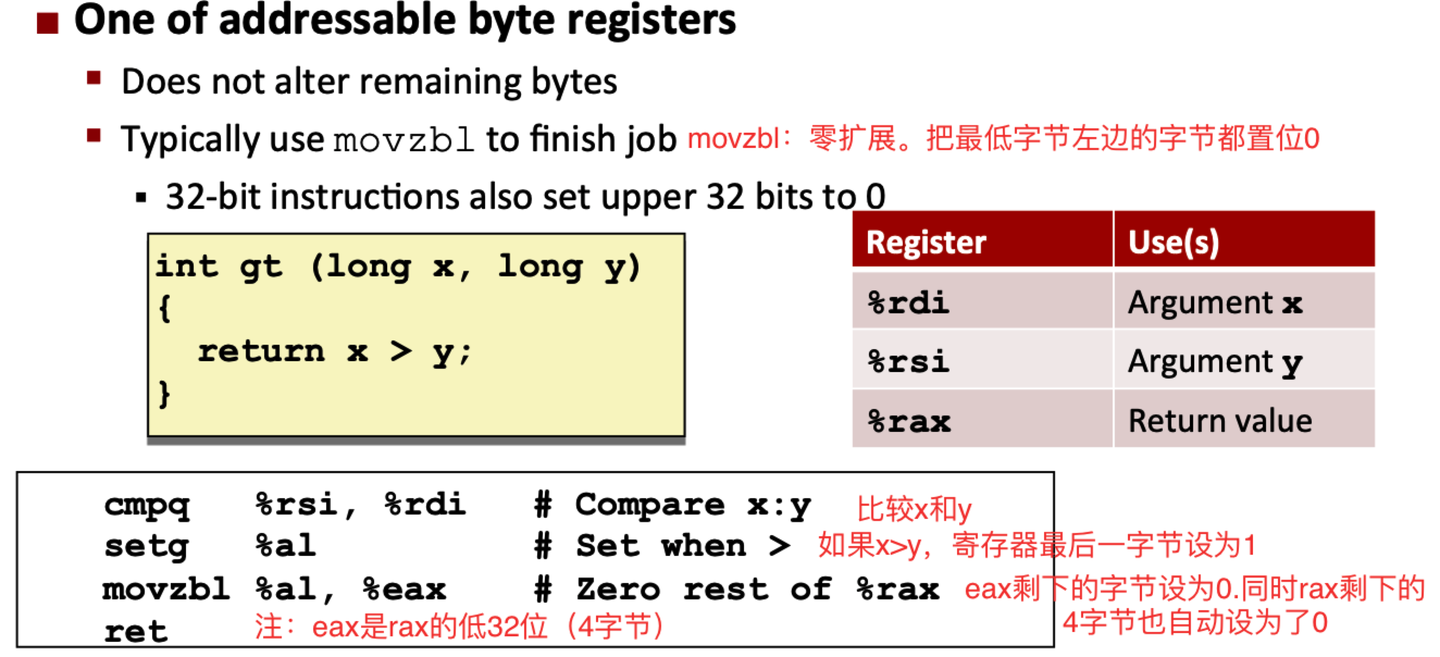 One of addressable byte registers
Does not alter remaining bytes
Typically use movzbl to finish job movzbl：零扩展。把最低字节左边的字节都置位0
32-bit instructions also set upper 32 bits to 0
int gt (long x, long y)
{
return x > y;
}
Register Use(s)
%rdi Argument x
%rsi Argument y
%rax Return value
cmpq %rsi, %rdi # Compare x:y 比较x和y
setg %al # Set when > 如果x>y，寄存器最后一字节设为1
movzbl %al, %eax # Zero rest of %rax eax剩下的字节设为0.同时rax剩下的
4字节也自动设为了0
ret 注：eax是rax的低32位（4字节）